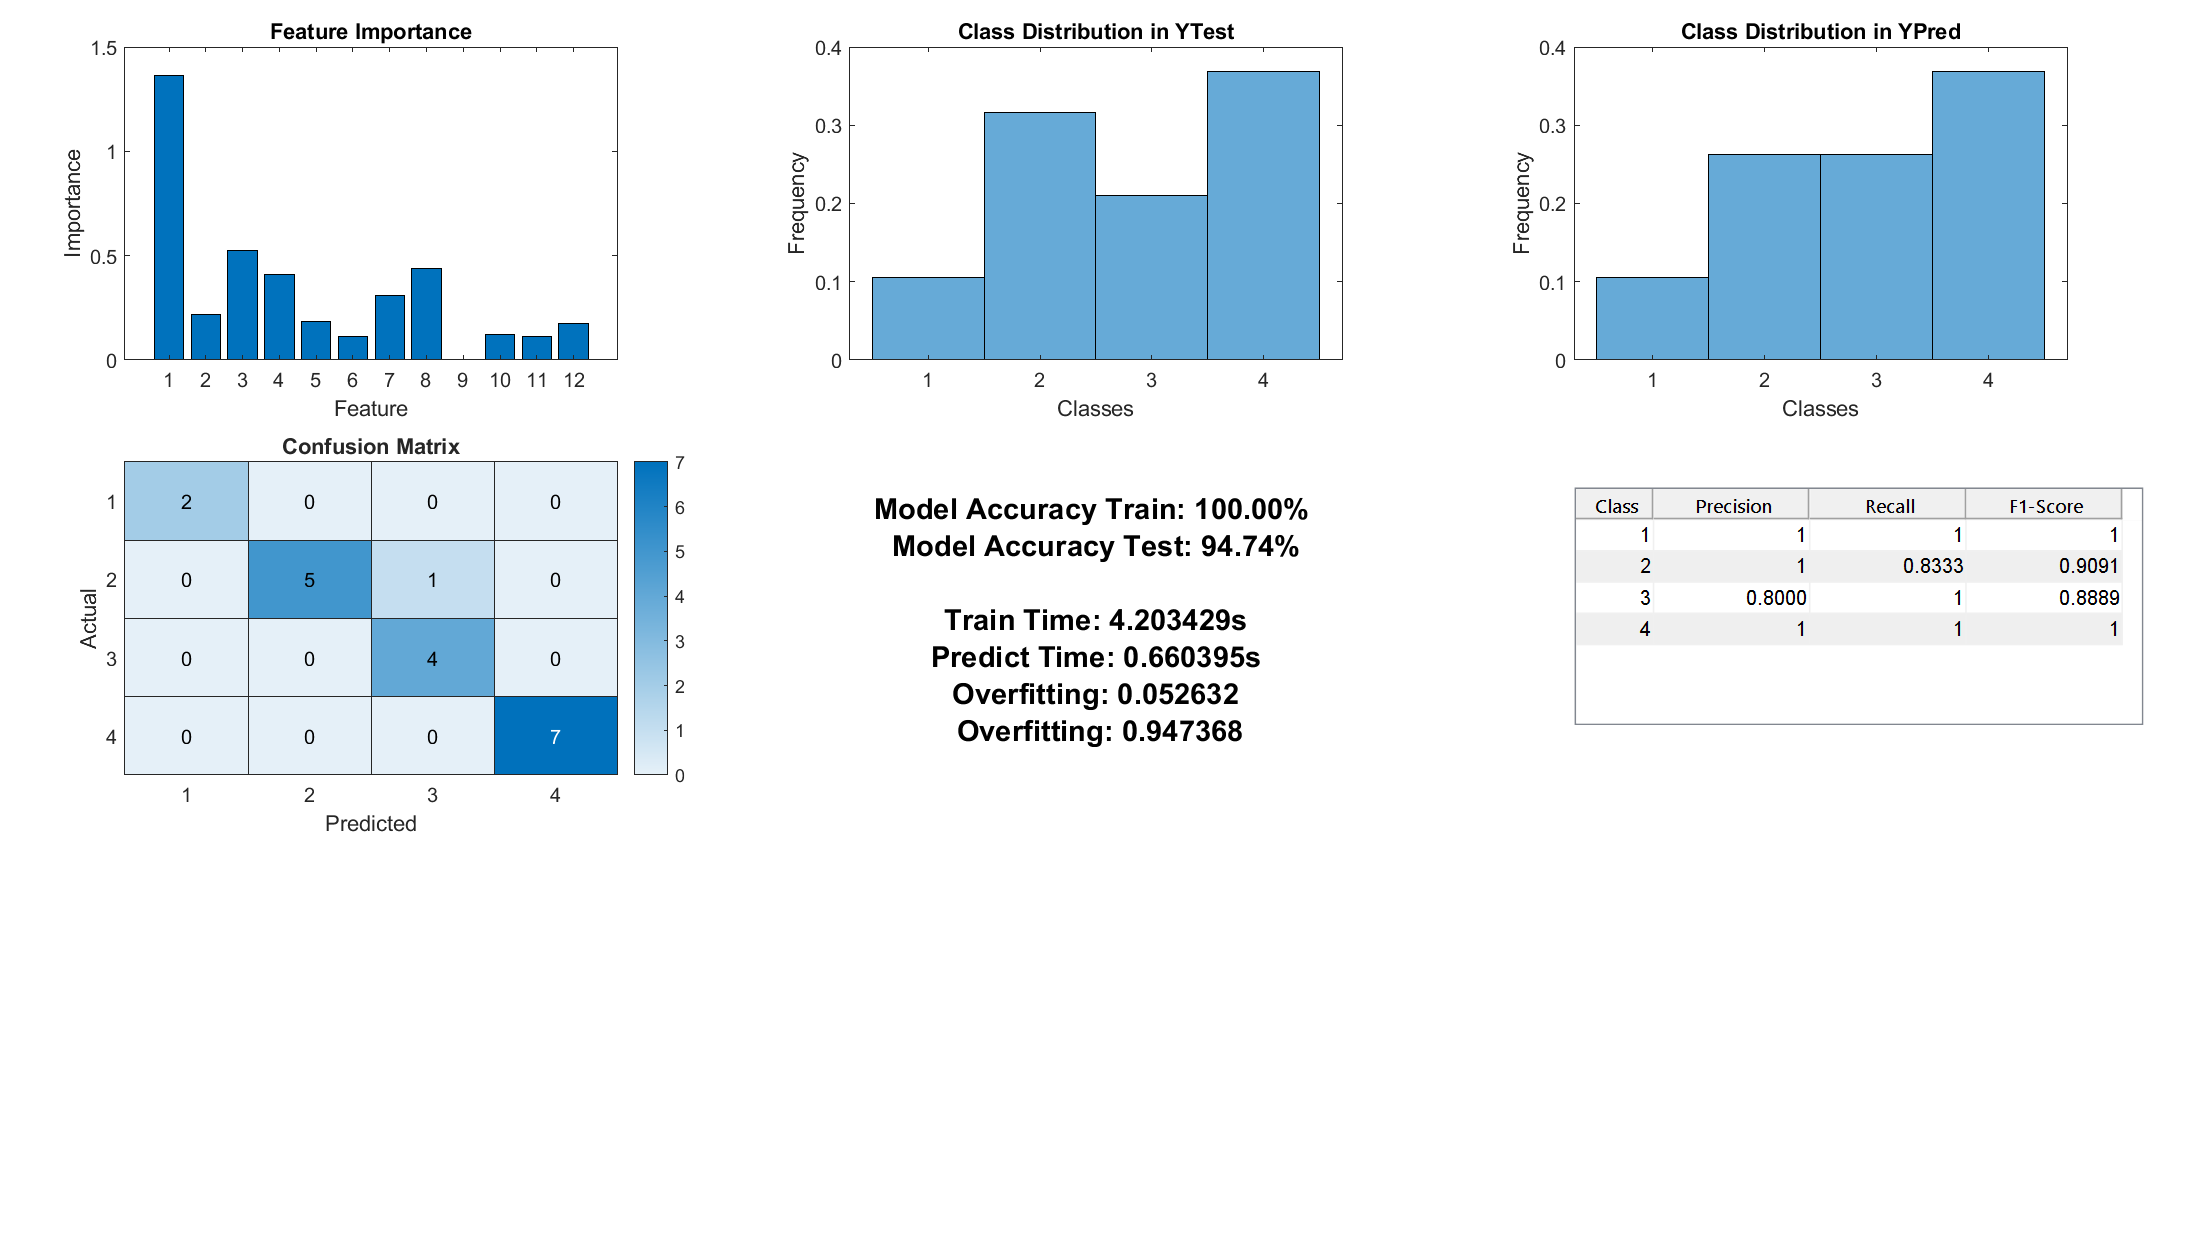 Feature Importance
1.5
1
0.5
0
Importance
1 2 3 4 5 6 7 8 9 10 11 12
Feature
Class Distribution in YTest
0.4
0.3
0.2
0.1
0
Frequency
1 2 3 4
Classes
Class Distribution in YPred
0.4
0.3
0.2
0.1
0
Frequency
1 2 3 4
Classes
Confusion Matrix
Actual
1 2 0 0 0
2 0 5 1 0
3 0 0 4 0
4 0 0 0 7
1 2 3 4
Predicted
7
6
5
4
3
2
1
0
Model Accuracy Train: 100.00%
Model Accuracy Test: 94.74%
Train Time: 4.203429s
Predict Time: 0.660395s
Overfitting: 0.052632
Overfitting: 0.947368
Class Precision Recall F1-Score
1 1 1 1
2 1 0.8333 0.9091
3 0.8000 1 0.8889
4 1 1 1